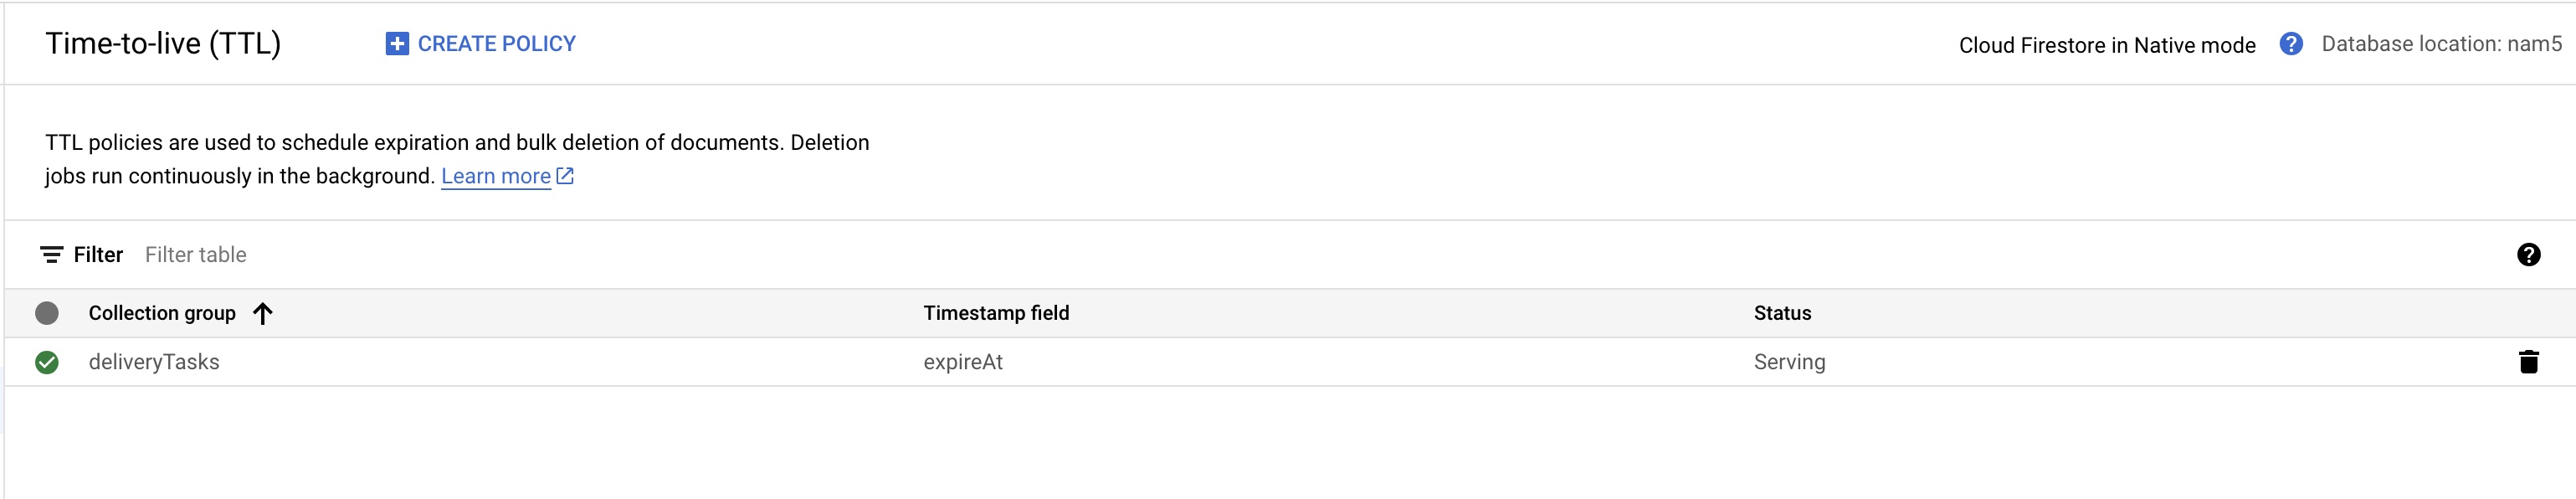 Time-to-live (TTL) CREATE POLICY Cloud Firestore in Native mode Database location: nam5
TTL policies are used to schedule expiration and bulk deletion of documents. Deletion
jobs run continuously in the background. Learn more
Filter Filter table
Collection group Timestamp field Status
deliveryTasks expireAt Serving